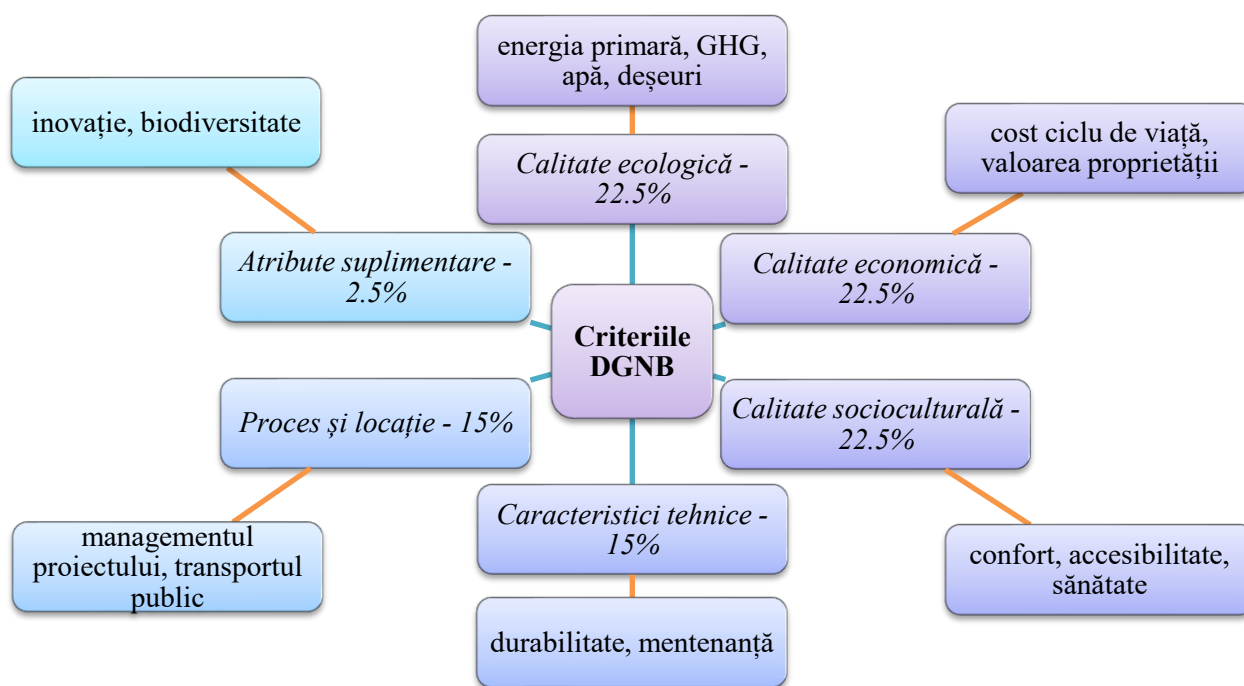 energia primară, GHG,
apă, deșeuri
inovație, biodiversitate
cost ciclu de viață,
valoarea proprietății
Calitate ecologică -
22.5%
Atribute suplimentare -
2.5%
Calitate economică -
22.5%
Criteriile
DGNB
Proces și locație - 15%
Calitate socioculturală -
22.5%
Caracteristici tehnice -
15%
managementul
proiectului, transportul
public
confort, accesibilitate,
sănătate
durabilitate, mentenanță